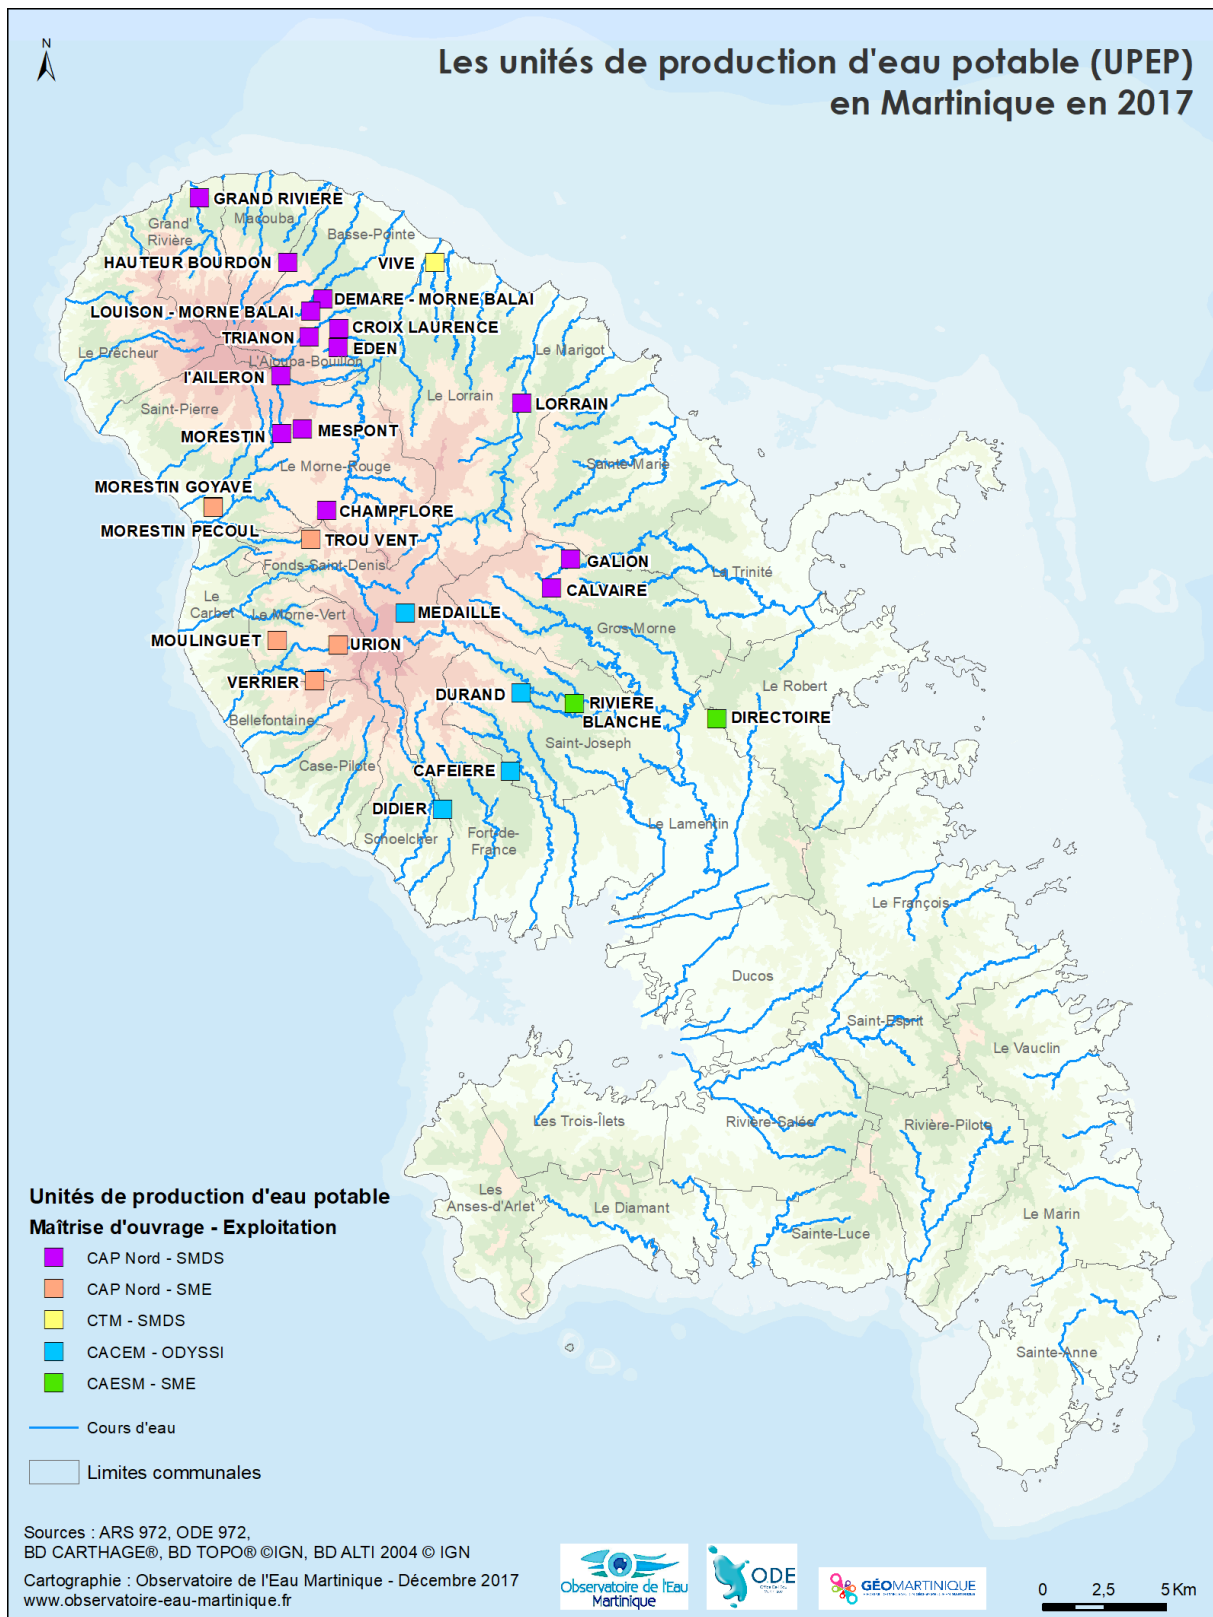 N
Les unités de production d'eau potable (UPEP)
en Martinique en 2017
GRAND RIVIERE
Macouba
Grand'
Rivière
Basse-Pointe
HAUTEUR BOURDON
VIVE
DEMARE - MORNE BALAI
LOUISON - MORNE BALAI
CROIX LAURENCE
TRIANON
EDEN
Le Prêcheur
L'Ajoupa-Bouillon
Le Marigot
l'AILERON
Le Lorrain
LORRAIN
Saint-Pierre
MORESTIN
MESPONT
Le Morne-Rouge
Sainte-Marie
MORESTIN GOYAVE
CHAMPFLORE
MORESTIN PECOUL
TROU VENT
Fonds-Saint-Denis
GALION
La Trinité
CALVAIRE
Le
Carbet
Le Morne-Vert
MEDAILLE
Gros-Morne
MOULINGUET
URION
VERRIER
DURAND
Le Robert
RIVIERE
BLANCHE
DIRECTOIRE
Bellefontaine
Saint-Joseph
Case-Pilote
CAFEIERE
DIDIER
Schoelcher
Fort-de-
France
Le Lamentin
Le François
Ducos
Saint-Esprit
Le Vauclin
Les Trois-Îlets
Rivière-Salée
Rivière-Pilote
Les
Anses-d'Arlet
Le Diamant
Sainte-Luce
Le Marin
Sainte-Anne
Unités de production d'eau potable
Maîtrise d'ouvrage - Exploitation
CAP Nord - SMDS
CAP Nord - SME
CTM - SMDS
CACEM - ODYSSI
CAESM - SME
Cours d'eau
Limites communales
Sources : ARS 972, ODE 972,
BD CARTHAGE®, BD TOPO® ©IGN, BD ALTI 2004 © IGN
Cartographie : Observatoire de l'Eau Martinique - Décembre 2017
www.observatoire-eau-martinique.fr
Observatoire de l'Eau
Martinique
ODE
GÉOMARTINIQUE
0 2,5 5 Km